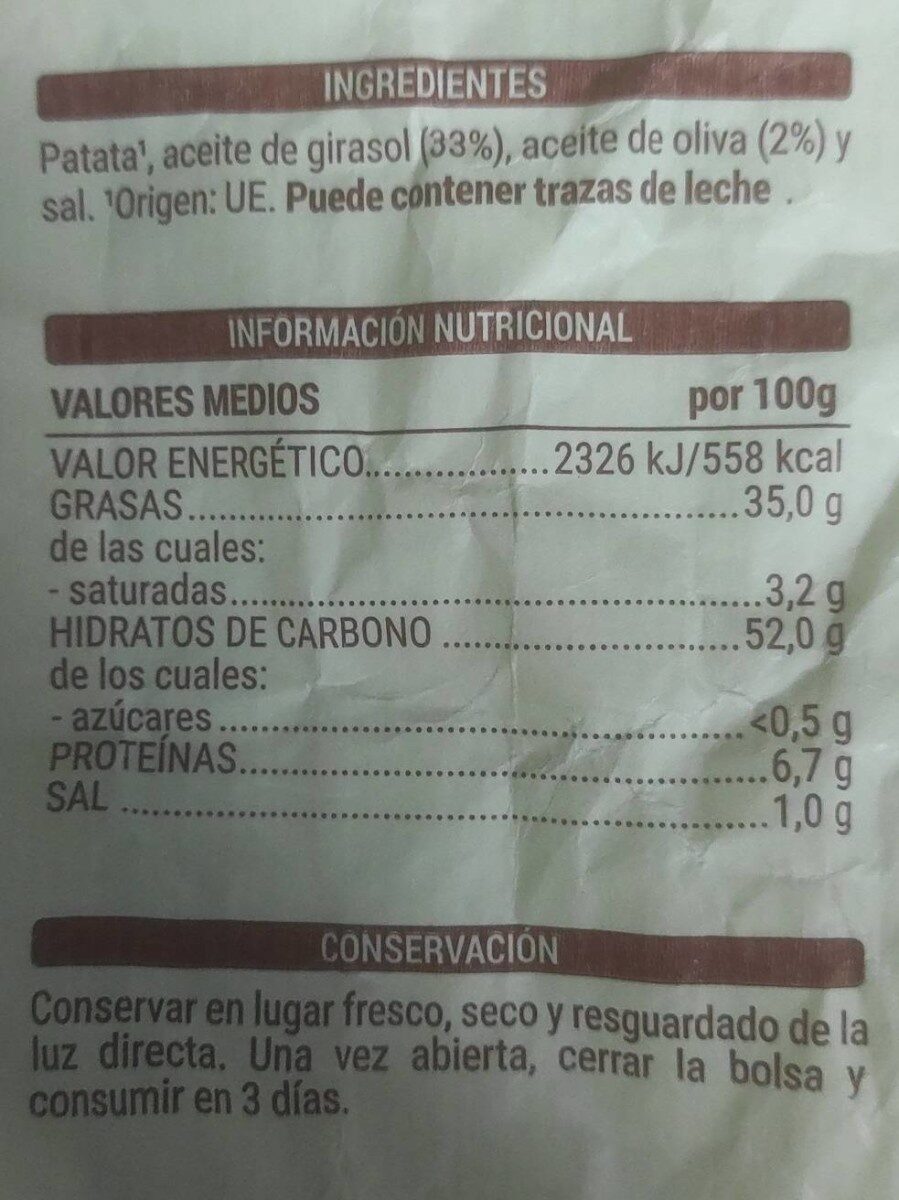 INGREDIENTES
Patata¹, aceite de girasol (33%), aceite de oliva (2%) y
sal. ¹Origen: UE. Puede contener trazas de leche .
INFORMACIÓN NUTRICIONAL
VALORES MEDIOS por 100g
VALOR ENERGÉTICO..................2326 kJ/558 kcal
GRASAS......................................................35,0 g
de las cuales:
- saturadas....................................................3,2 g
HIDRATOS DE CARBONO ..............................52,0 g
de los cuales:
- azúcares ....................................................<0,5 g
PROTEÍNAS....................................................6,7 g
SAL ..............................................................1,0 g
CONSERVACIÓN
Conservar en lugar fresco, seco y resguardado de la
luz directa. Una vez abierta, cerrar la bolsa y
consumir en 3 días.